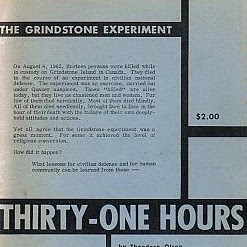 THE GRINDSTONE EXPERIMENT
On August 6, 1965, thirteen persons were killed while
in custody on Grindstone Island in Canada. They died
in the course of an experiment in civilian national
defense. The experiment was an exercise, carried out
under Quaker auspices. Those "killed" are alive
today, but they live as chastened men and women. For
few of them died heroically. Most of them died blindly.
All of them died needlessly, brought face to face in the
hour of their death with the failure of their own deeply-
held attitudes and actions.
Yet all agree that the Grindstone experiment was a
great moment. For some it achieved the level of
religious conversion.
How did it happen?
What lessons for civilian defense and for human
community can be learned from those ——
$2.00
THIRTY-ONE HOURS
by Theodore Olson